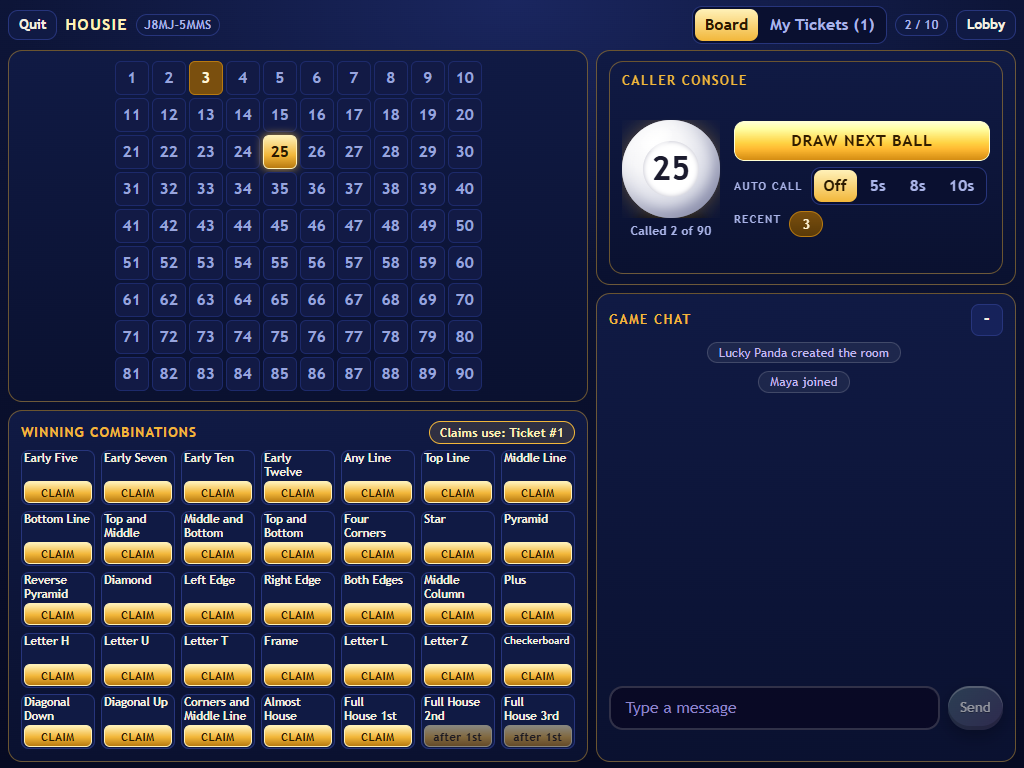 Quit HOUSIE J8MJ-5MMS Board My Tickets (1) 2 / 10 Lobby
1 2 3 4 5 6 7 8 9 10
11 12 13 14 15 16 17 18 19 20
21 22 23 24 25 26 27 28 29 30
31 32 33 34 35 36 37 38 39 40
41 42 43 44 45 46 47 48 49 50
51 52 53 54 55 56 57 58 59 60
61 62 63 64 65 66 67 68 69 70
71 72 73 74 75 76 77 78 79 80
81 82 83 84 85 86 87 88 89 90
CALLER CONSOLE
25
Called 2 of 90
DRAW NEXT BALL
AUTO CALL Off 5s 8s 10s
RECENT 3
WINNING COMBINATIONS Claims use: Ticket #1
Early Five
CLAIM
Early Seven
CLAIM
Early Ten
CLAIM
Early
Twelve
CLAIM
Any Line
CLAIM
Top Line
CLAIM
Middle Line
CLAIM
Bottom Line
CLAIM
Top and
Middle
CLAIM
Middle and
Bottom
CLAIM
Top and
Bottom
CLAIM
Four
Corners
CLAIM
Star
CLAIM
Pyramid
CLAIM
Reverse
Pyramid
CLAIM
Diamond
CLAIM
Left Edge
CLAIM
Right Edge
CLAIM
Both Edges
CLAIM
Middle
Column
CLAIM
Plus
CLAIM
Letter H
CLAIM
Letter U
CLAIM
Letter T
CLAIM
Frame
CLAIM
Letter L
CLAIM
Letter Z
CLAIM
Checkerboard
CLAIM
Diagonal
Down
CLAIM
Diagonal Up
CLAIM
Corners and
Middle Line
CLAIM
Almost
House
CLAIM
Full
House 1st
CLAIM
Full House
2nd
after 1st
Full
House 3rd
after 1st
GAME CHAT -
Lucky Panda created the room
Maya joined
Type a message Send